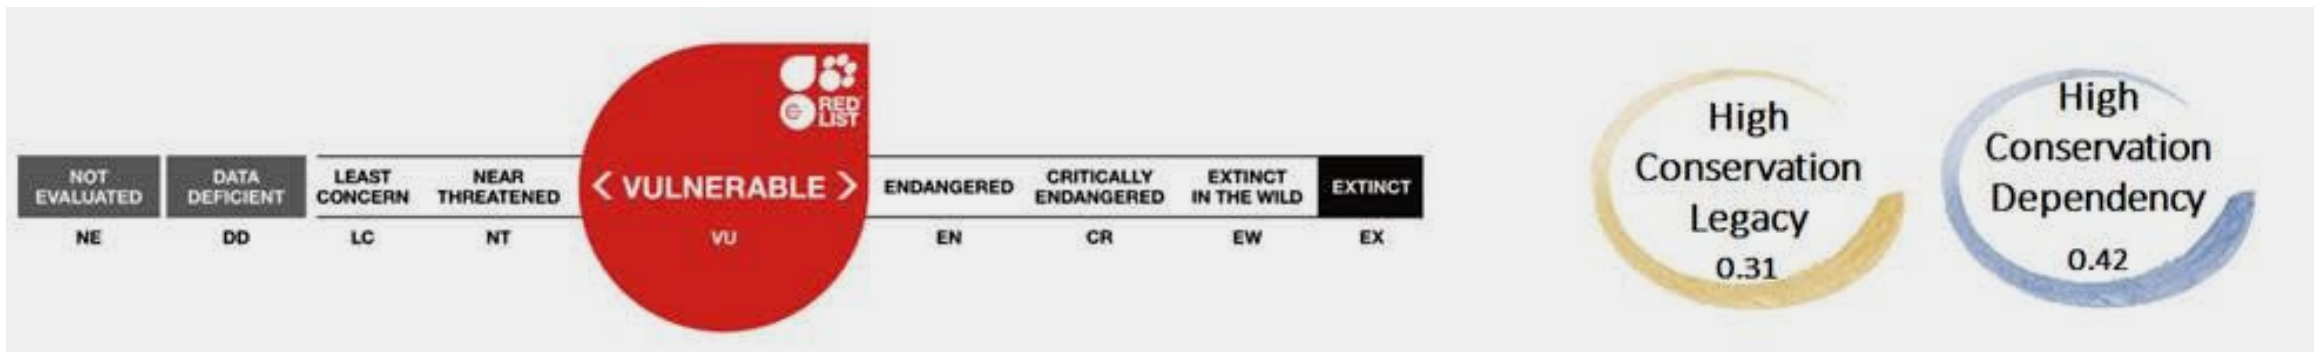 RED
LIST
NOT
EVALUATED
NE
DATA
DEFICIENT
DD
LEAST
CONCERN
LC
NEAR
THREATENED
NT
< VULNERABLE >
VU
ENDANGERED
EN
CRITICALLY
ENDANGERED
CR
EXTINCT
IN THE WILD
EW
EXTINCT
EX
High
Conservation
Legacy
0.31
High
Conservation
Dependency
0.42